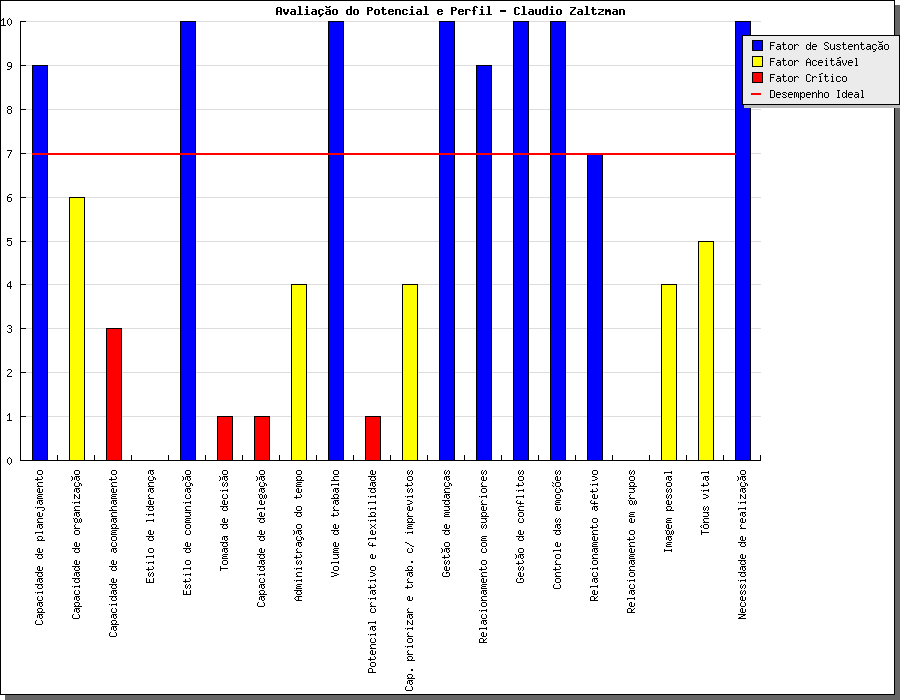 Avaliação do Potencial e Perfil - Claudio Zaltzman
10
9
8
7
6
5
4
3
2
1
0
Fator de Sustentação
Fator Aceitável
Fator Crítico
Desempenho Ideal
Capacidade de planejamento
Capacidade de organização
Capacidade de acompanhamento
Estilo de liderança
Estilo de comunicação
Tomada de decisão
Capacidade de delegação
Administração do tempo
Volume de trabalho
Potencial criativo e flexibilidade
Cap. priorizar e trab. c/ imprevistos
Gestão de mudanças
Relacionamento com superiores
Gestão de conflitos
Controle das emoções
Relacionamento afetivo
Relacionamento em grupos
Imagem pessoal
Tônus vital
Necessidade de realização